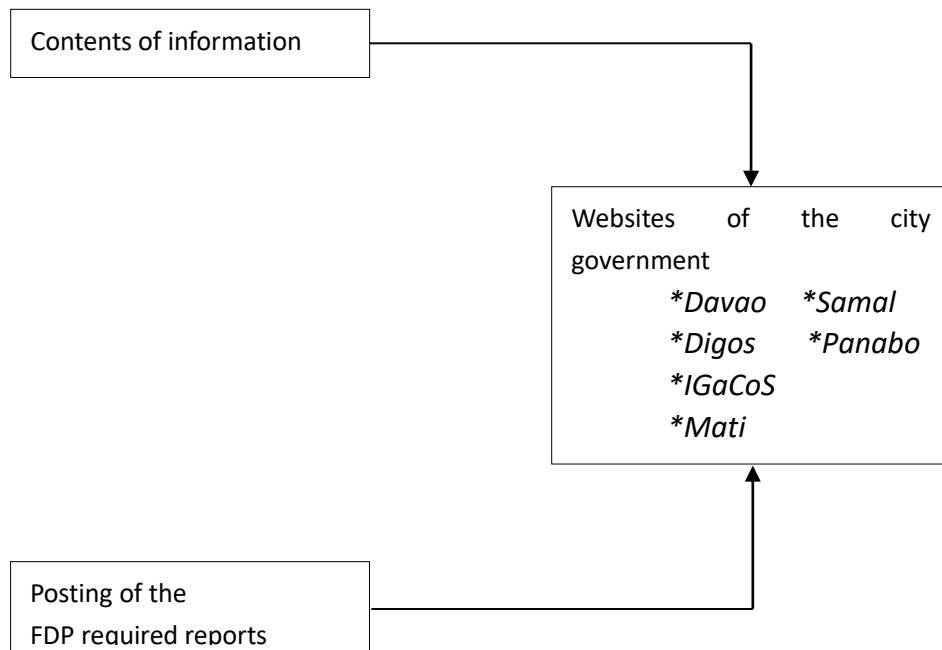 Contents of information
Websites of the city
government
*Davao *Samal
*Digos *Panabo
*IGaCoS
*Mati
Posting of the
FDP required reports